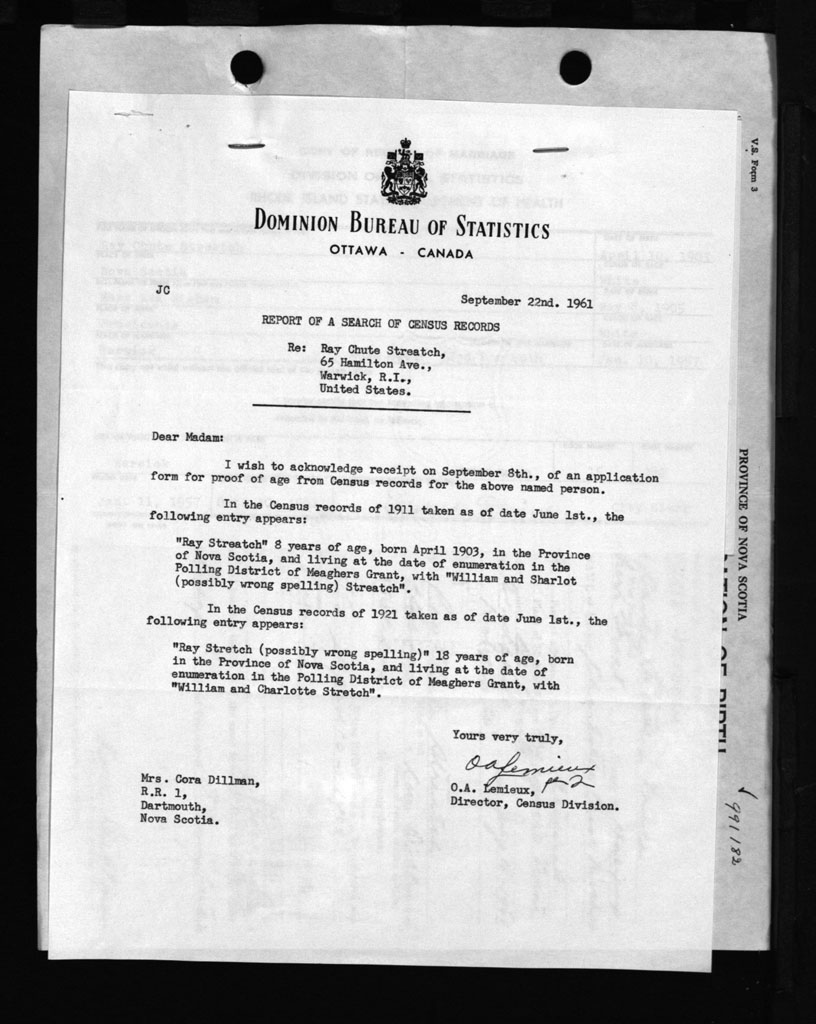 DOMINION BUREAU OF STATISTICS
OTTAWA - CANADA
JC
September 22nd. 1961
REPORT OF A SEARCH OF CENSUS RECORDS
Re: Ray Chute Streatch,
65 Hamilton Ave.,
Warwick, R.I.,
United States.
Dear Madam:
I wish to acknowledge receipt on September 8th., of an application
form for proof of age from Census records for the above named person.
In the Census records of 1911 taken as of date June 1st., the
following entry appears:
"Ray Streatch" 8 years of age, born April 1903, in the Province
of Nova Scotia, and living at the date of enumeration in the
Polling District of Meaghers Grant, with "William and Sharlot
(possibly wrong spelling) Streatch".
In the Census records of 1921 taken as of date June 1st., the
following entry appears:
"Ray Stretch (possibly wrong spelling)" 18 years of age, born
in the Province of Nova Scotia, and living at the date of
enumeration in the Polling District of Meaghers Grant, with
"William and Charlotte Stretch".
Yours very truly,
O A Lemieux
O.A. Lemieux,
Director, Census Division.
Mrs. Cora Dillman,
R.R. 1,
Dartmouth,
Nova Scotia.
V.S. Form 3
PROVINCE OF NOVA SCOTIA
OF BIRTH
991182